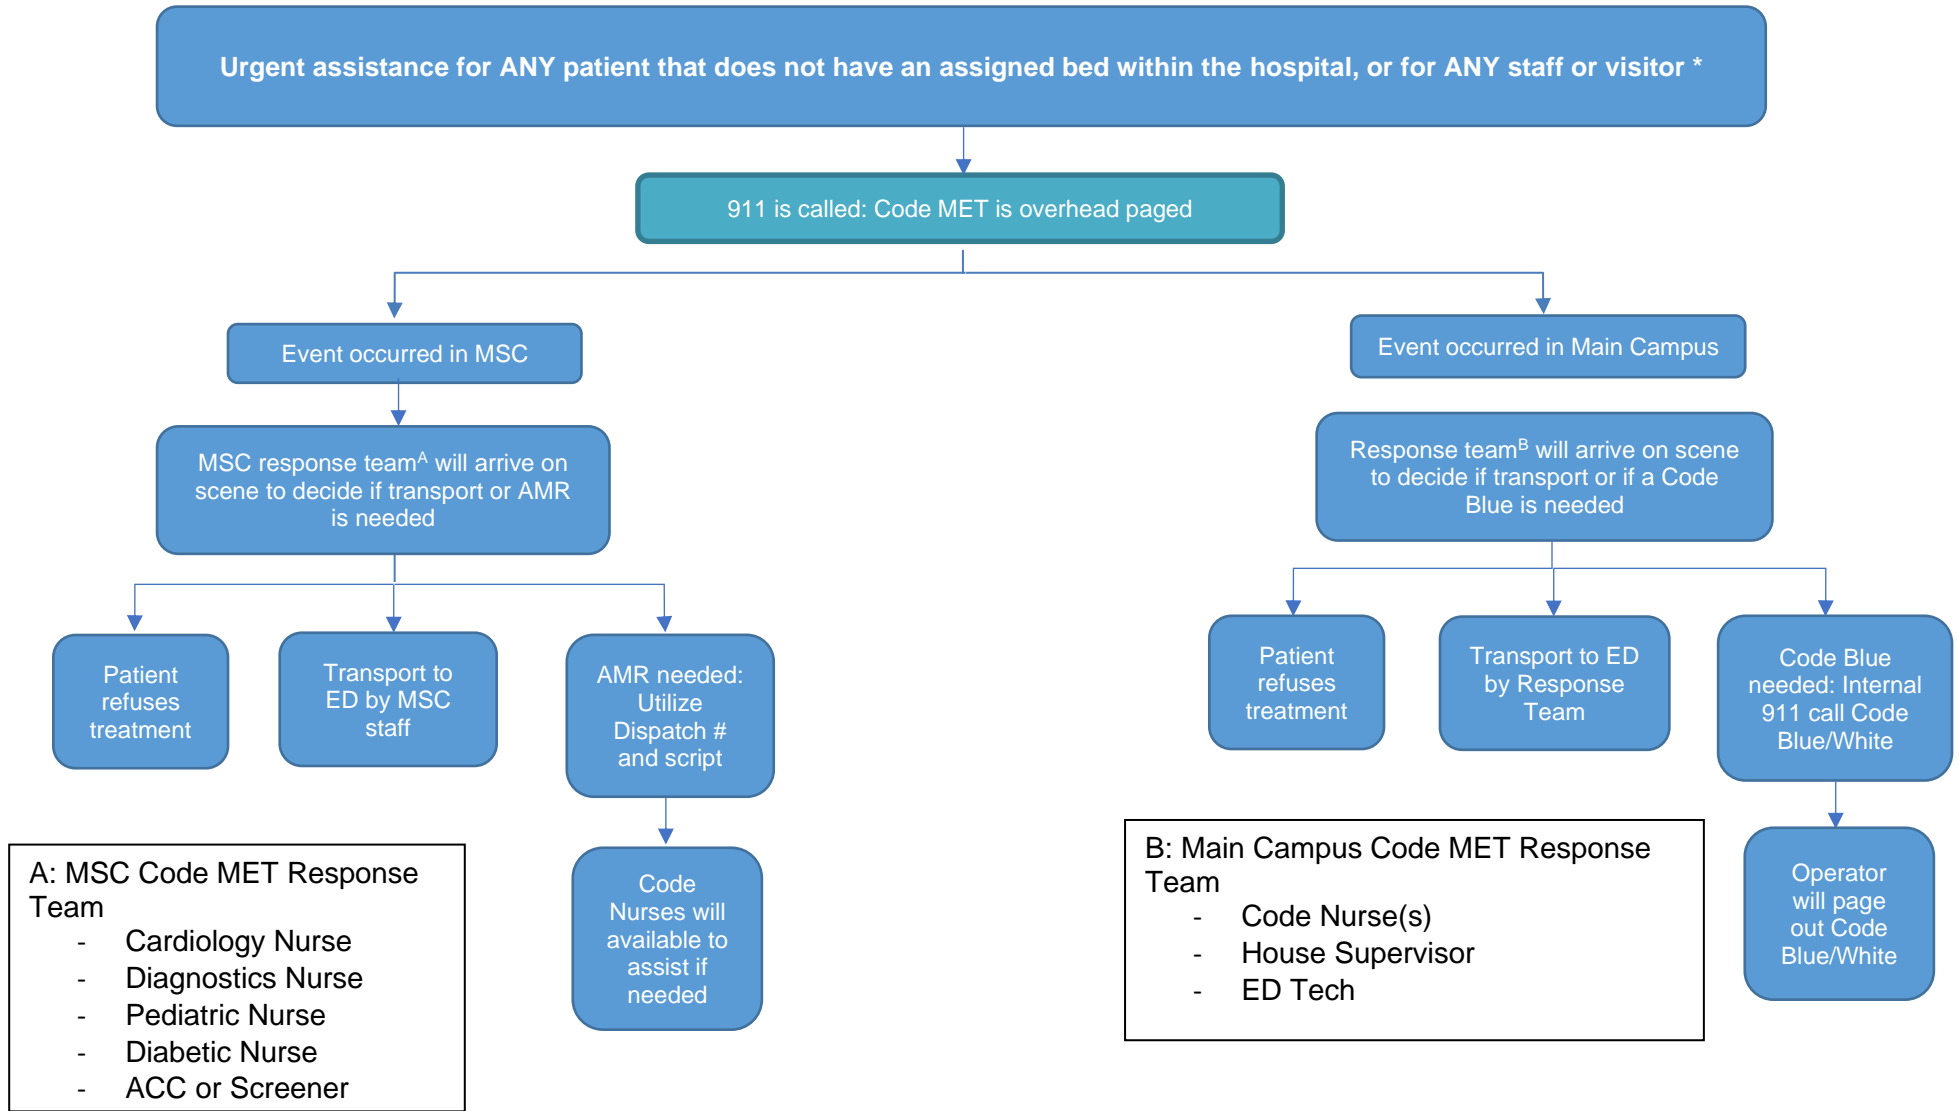 Urgent assistance for ANY patient that does not have an assigned bed within the hospital, or for ANY staff or visitor *
911 is called: Code MET is overhead paged
Event occurred in MSC
MSC response teamA will arrive on
scene to decide if transport or AMR
is needed
Patient
refuses
treatment
Transport to
ED by MSC
staff
AMR needed:
Utilize
Dispatch #
and script
Code
Nurses will
available to
assist if
needed
A: MSC Code MET Response
Team
- Cardiology Nurse
- Diagnostics Nurse
- Pediatric Nurse
- Diabetic Nurse
- ACC or Screener
Event occurred in Main Campus
Response teamB will arrive on scene
to decide if transport or if a Code
Blue is needed
Patient
refuses
treatment
Transport to ED
by Response
Team
Code Blue
needed: Internal
911 call Code
Blue/White
Operator
will page
out Code
Blue/White
B: Main Campus Code MET Response
Team
- Code Nurse(s)
- House Supervisor
- ED Tech